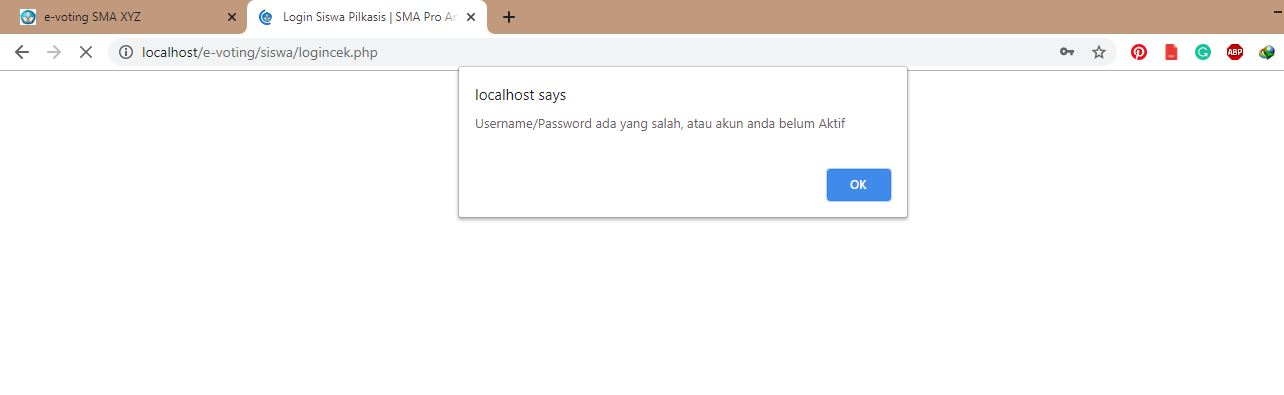 e-voting SMA XYZ
Login Siswa Pilkasis | SMA Pro Ar
localhost/e-voting/siswa/logincek.php
ABP
localhost says
Username/Password ada yang salah, atau akun anda belum Aktif
OK